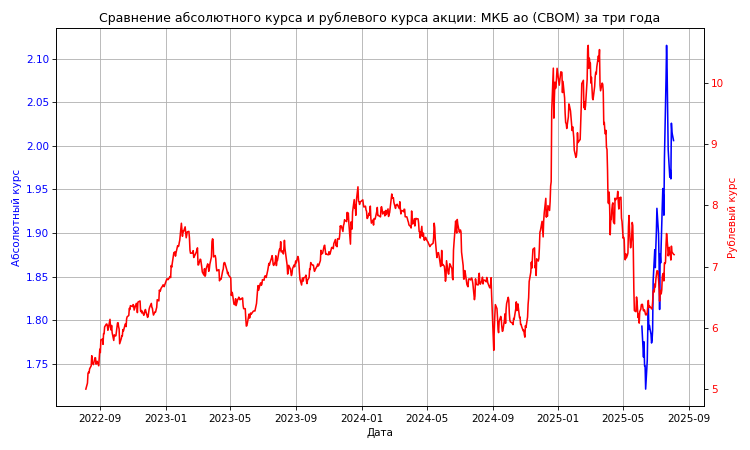 Сравнение абсолютного курса и рублевого курса акции: МКБ ао (CBOM) за три года
2.10
2.05
2.00
1.95
1.90
1.85
1.80
1.75
Абсолютный курс
10
9
8
7
6
5
Рублевый курс
2022-09 2023-01 2023-05 2023-09 2024-01 2024-05 2024-09 2025-01 2025-05 2025-09
Дата